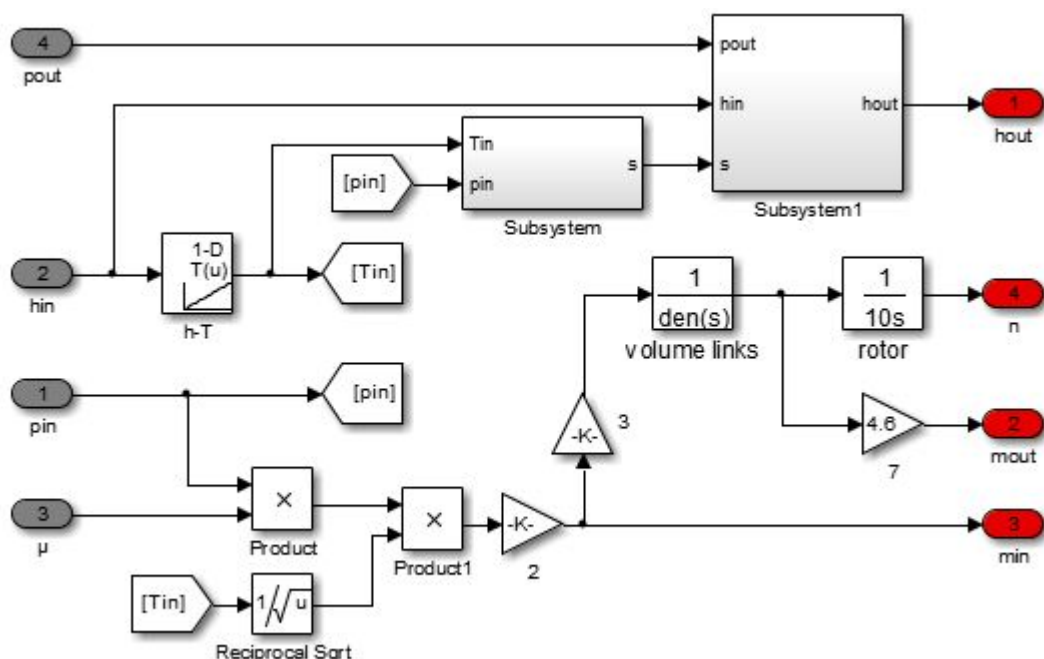 4
pout
pout
hin
s
hout
Subsystem1
1
hout
Tin
pin
s
Subsystem
[pin]
2
hin
1-D
T(u)
h-T
[Tin]
1
den(s)
volume links
1
10s
rotor
4
n
1
pin
[pin]
-K-
3
4.6
7
2
mout
3
µ
×
Product
×
Product1
-K-
2
3
min
[Tin]
1/√u
Reciprocal Sqrt